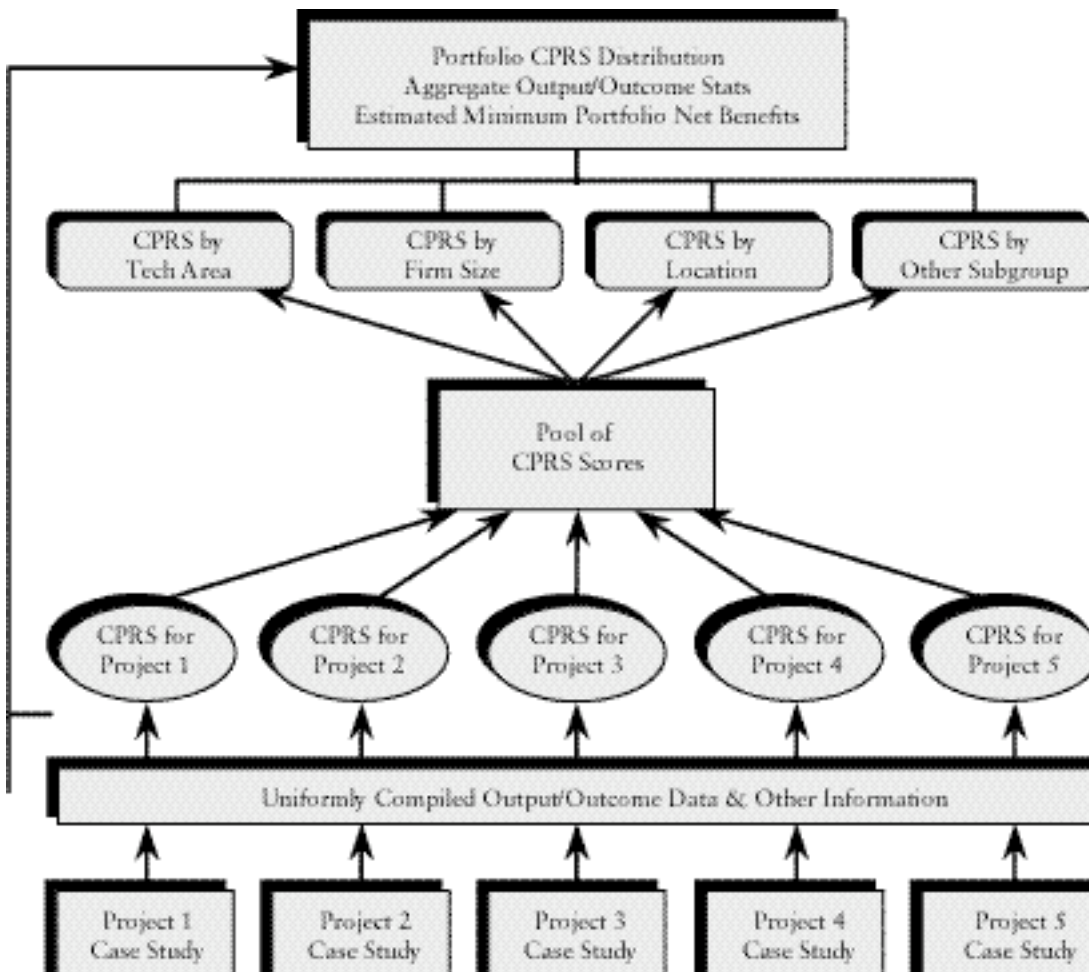 Portfolio CPRS Distribution
Aggregate Output/Outcome Stats
Estimated Minimum Portfolio Net Benefits
CPRS by
Tech Area
CPRS by
Firm Size
CPRS by
Location
CPRS by
Other Subgroup
Pool of
CPRS Scores
CPRS for
Project 1
CPRS for
Project 2
CPRS for
Project 3
CPRS for
Project 4
CPRS for
Project 5
Uniformly Compiled Output/Outcome Data & Other Information
Project 1
Case Study
Project 2
Case Study
Project 3
Case Study
Project 4
Case Study
Project 5
Case Study